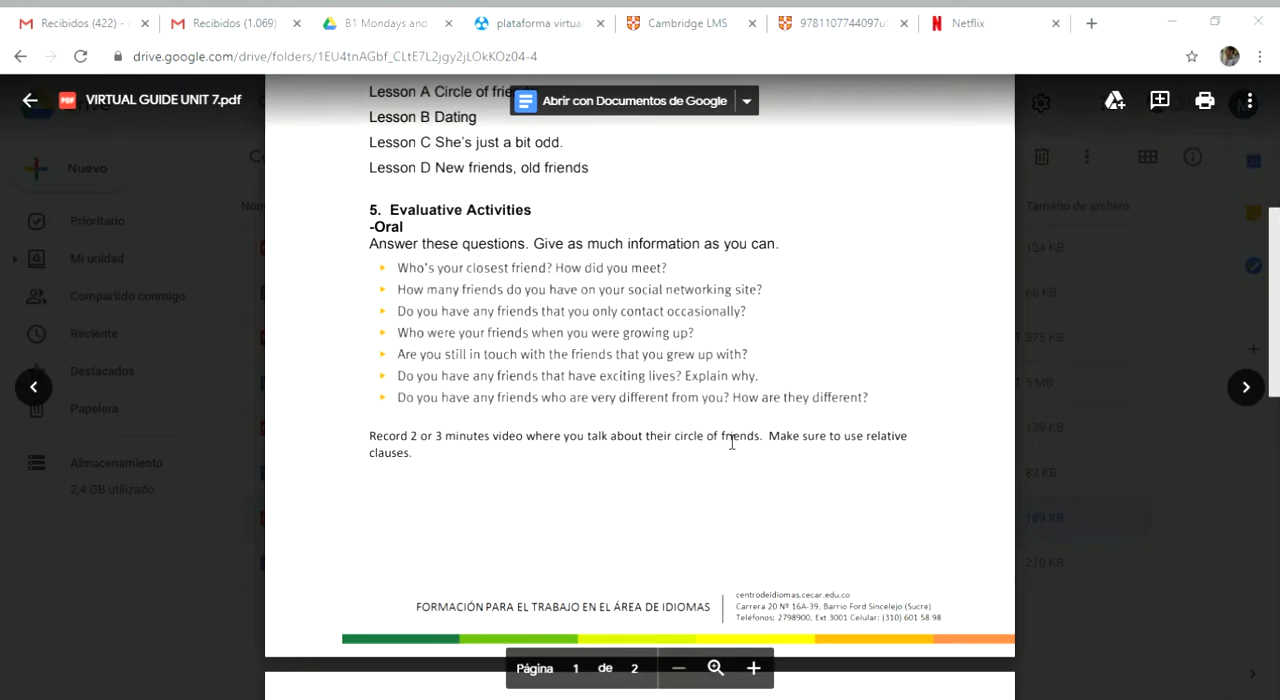 Recibidos (422) -
Recibidos (1.069)
B1 Mondays and
plataforma virtua
Cambridge LMS
9781107744097
Netflix
drive.google.com/drive/folders/1EU4tnAGbf_CLtE7L2jgy2jLOkKOz04-4
VIRTUAL GUIDE UNIT 7.pdf
Abrir con Documentos de Google
Nuevo
Prioritario
Mi unidad
Compartido conmigo
Reciente
Destacados
Papelera
Almacenamiento
2,4 GB utilizado
Lesson A Circle of
Lesson B Dating
Lesson C She's just a bit odd.
Lesson D New friends, old friends
5. Evaluative Activities
-Oral
Answer these questions. Give as much information as you can.
Who's your closest friend? How did you meet?
How many friends do you have on your social networking site?
Do you have any friends that you only contact occasionally?
Who were your friends when you were growing up?
Are you still in touch with the friends that you grew up with?
Do you have any friends that have exciting lives? Explain why.
Do you have any friends who are very different from you? How are they different?
Record 2 or 3 minutes video where you talk about their circle of friends. Make sure to use relative
clauses.
FORMACIÓN PARA EL TRABAJO EN EL ÁREA DE IDIOMAS
centrodeidiomas.cecar.edu.co
Carrera 20 Nº 16A-39. Barrio Ford Sincelejo (Sucre)
Teléfonos: 2798900, Ext 3001 Celular: (310) 601 58 98
Página 1 de 2
Tamaño de archivo
124 KB
375 KB
139 KB
189 KB
210 KB